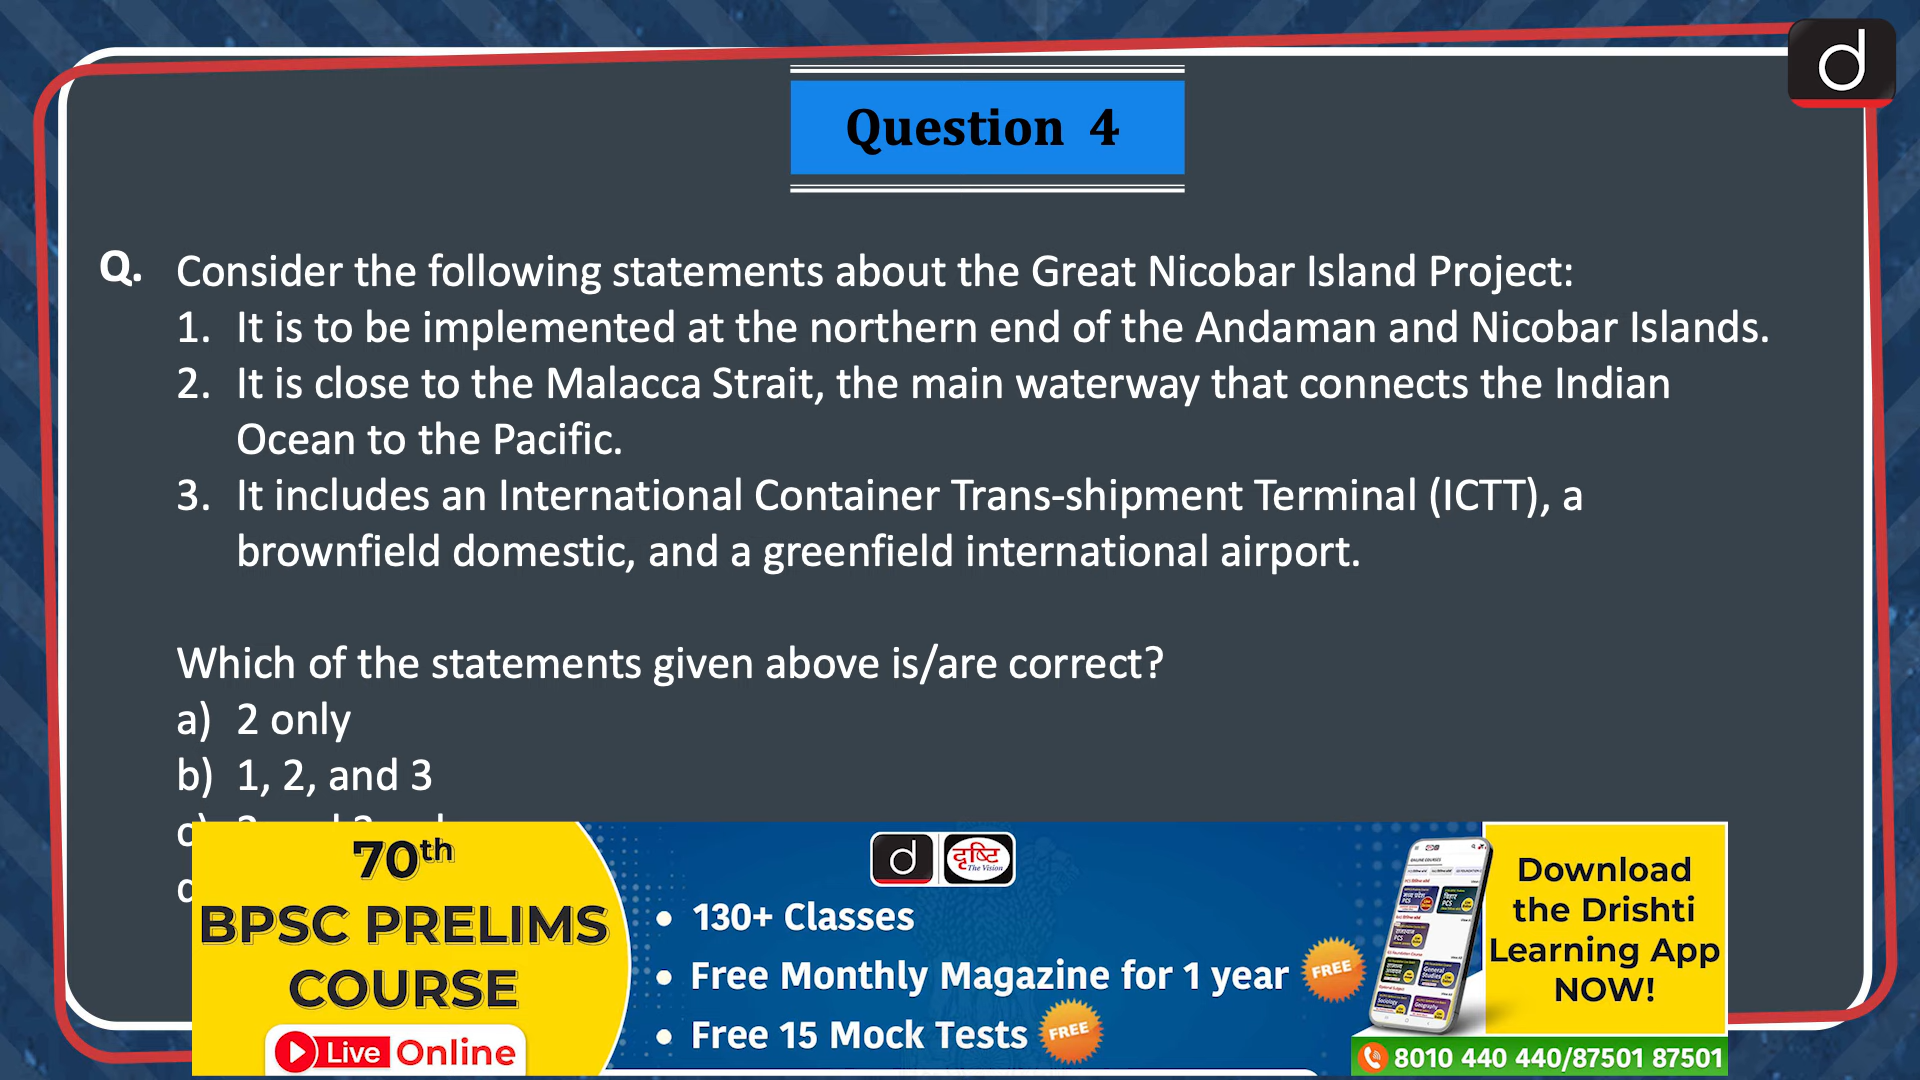 d
Question 4
Q. Consider the following statements about the Great Nicobar Island Project:
1. It is to be implemented at the northern end of the Andaman and Nicobar Islands.
2. It is close to the Malacca Strait, the main waterway that connects the Indian
Ocean to the Pacific.
3. It includes an International Container Trans-shipment Terminal (ICTT), a
brownfield domestic, and a greenfield international airport.
Which of the statements given above is/are correct?
a) 2 only
b) 1, 2, and 3
70th
BPSC PRELIMS
COURSE
Live Online
d दृष्टि
The Vision
• 130+ Classes
• Free Monthly Magazine for 1 year FREE
• Free 15 Mock Tests FREE
Download
the Drishti
Learning App
NOW!
8010 440 440/87501 87501